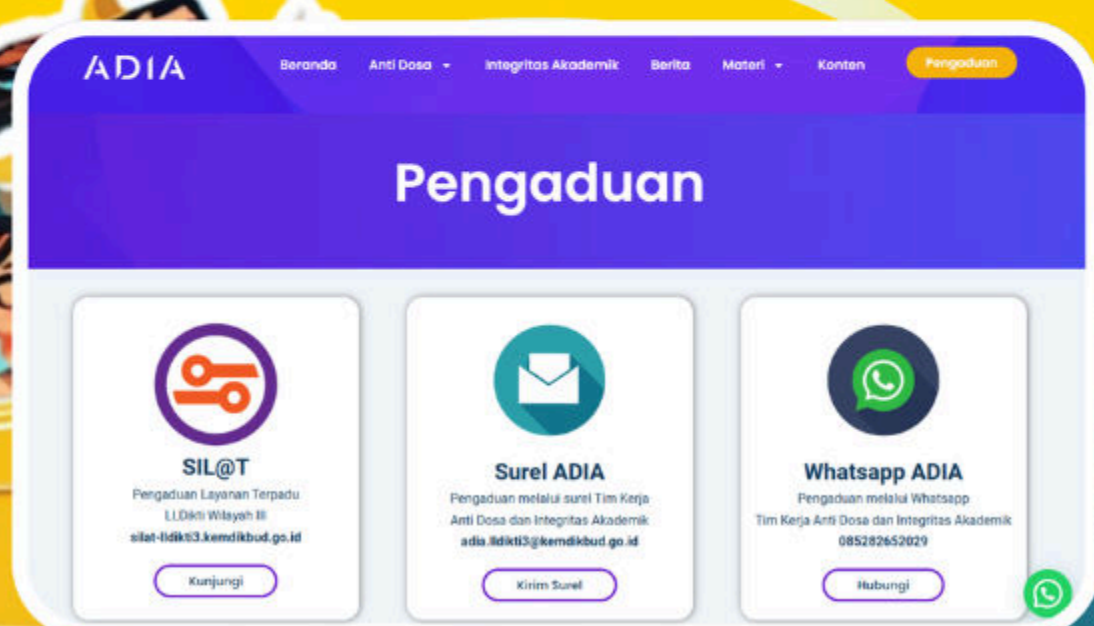 ADIA
Beranda Anti Dosa Integritas Akademik Berita Materi Konten Pengaduan
Pengaduan
SIL@T
Pengaduan Layanan Terpadu
LLDikti Wilayah III
silat-lldikti3.kemdikbud.go.id
Kunjungi
Surel ADIA
Pengaduan melalui surel Tim Kerja
Anti Dosa dan Integritas Akademik
adia.lldikti3@kemdikbud.go.id
Kirim Surel
Whatsapp ADIA
Pengaduan melalui Whatsapp
Tim Kerja Anti Dosa dan Integritas Akademik
085282652029
Hubungi